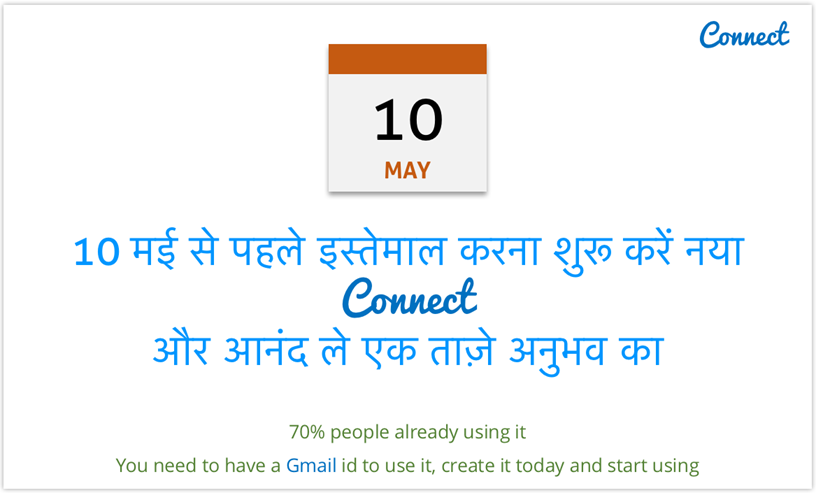 Connect
10
MAY
10 मई से पहले इस्तेमाल करना शुरू करें नया
Connect
और आनंद ले एक ताज़े अनुभव का
70% people already using it
You need to have a Gmail id to use it, create it today and start using